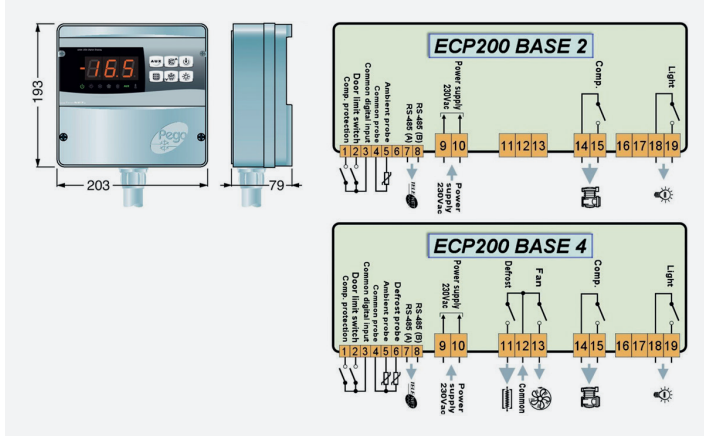 193
-16.5
Pego
203
79
ECP200 BASE 2
Comp. protection
Door limit switch
Common digital input
Common probe
Ambient probe
RS-485 (A)
RS-485 (B)
Power supply
230Vac
Comp.
Light
1 2 3 4 5 6 7 8 9 10 11 12 13 14 15 16 17 18 19
Power
supply
230Vac
ECP200 BASE 4
Comp. protection
Door limit switch
Common digital input
Common probe
Ambient probe
Defrost probe
RS-485 (A)
RS-485 (B)
Power supply
230Vac
Defrost
Fan
Comp.
Light
1 2 3 4 5 6 7 8 9 10 11 12 13 14 15 16 17 18 19
Power
supply
230Vac
Common